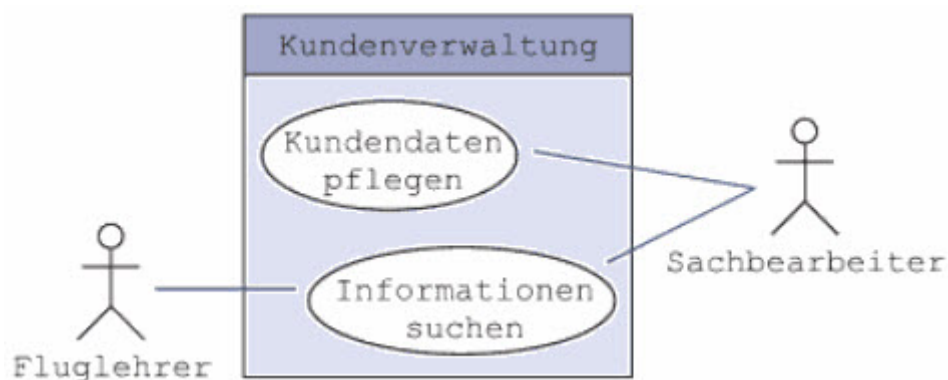 Kundenverwaltung
Kundendaten
pflegen
Informationen
suchen
Sachbearbeiter
Fluglehrer